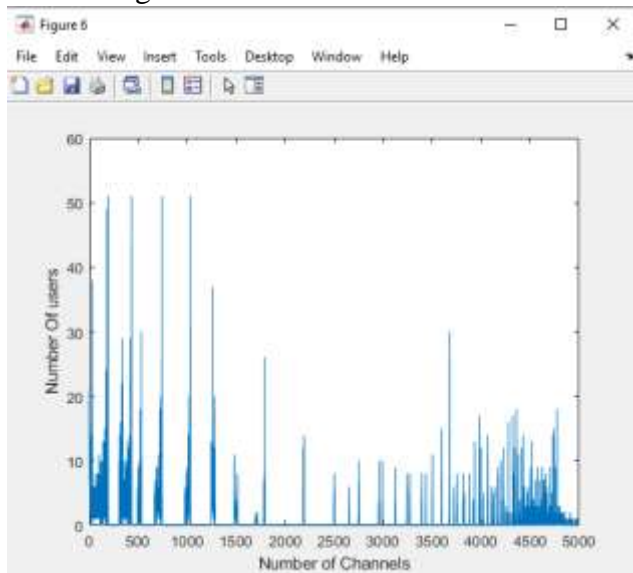 Figure 6
File Edit View Insert Tools Desktop Window Help
60
50
40
30
20
10
0
Number Of users
0 500 1000 1500 2000 2500 3000 3500 4000 4500 5000
Number of Channels